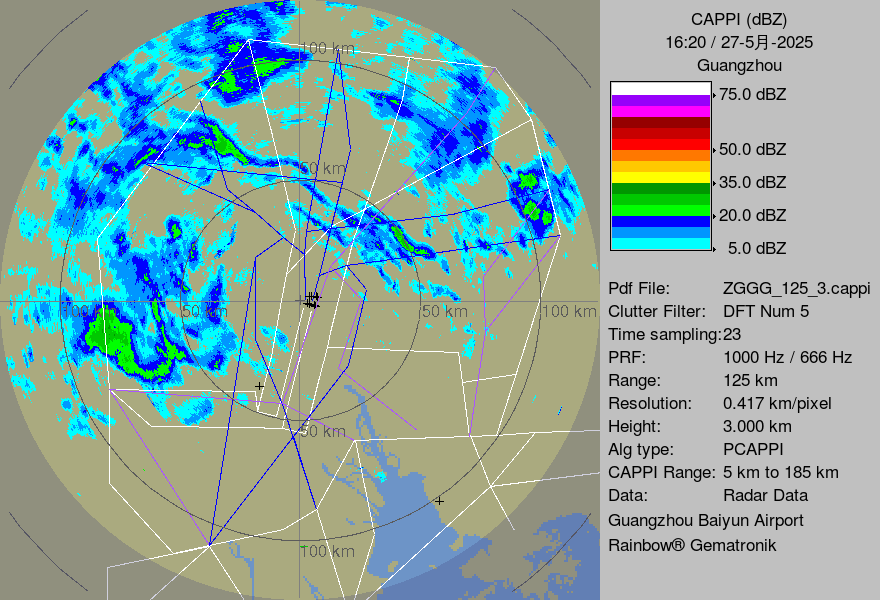 CAPPI (dBZ)
16:20 / 27-5月-2025
Guangzhou
75.0 dBZ
50.0 dBZ
35.0 dBZ
20.0 dBZ
5.0 dBZ
Pdf File: ZGGG_125_3.cappi
Clutter Filter: DFT Num 5
Time sampling:23
PRF: 1000 Hz / 666 Hz
Range: 125 km
Resolution: 0.417 km/pixel
Height: 3.000 km
Alg type: PCAPPI
CAPPI Range: 5 km to 185 km
Data: Radar Data
Guangzhou Baiyun Airport
Rainbow® Gematronik
100 km
50 km
100 km
50 km
50 km
100 km
50 km
100 km